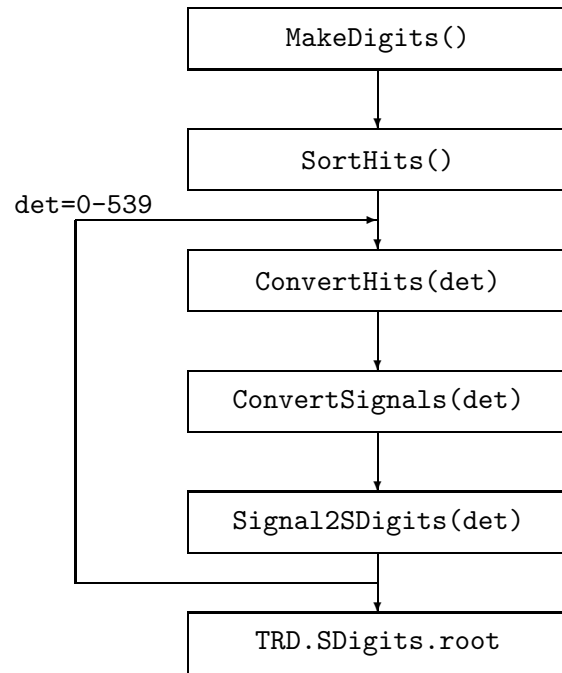 MakeDigits()
SortHits()
det=0-539
ConvertHits(det)
ConvertSignals(det)
Signal2SDigits(det)
TRD.SDigits.root